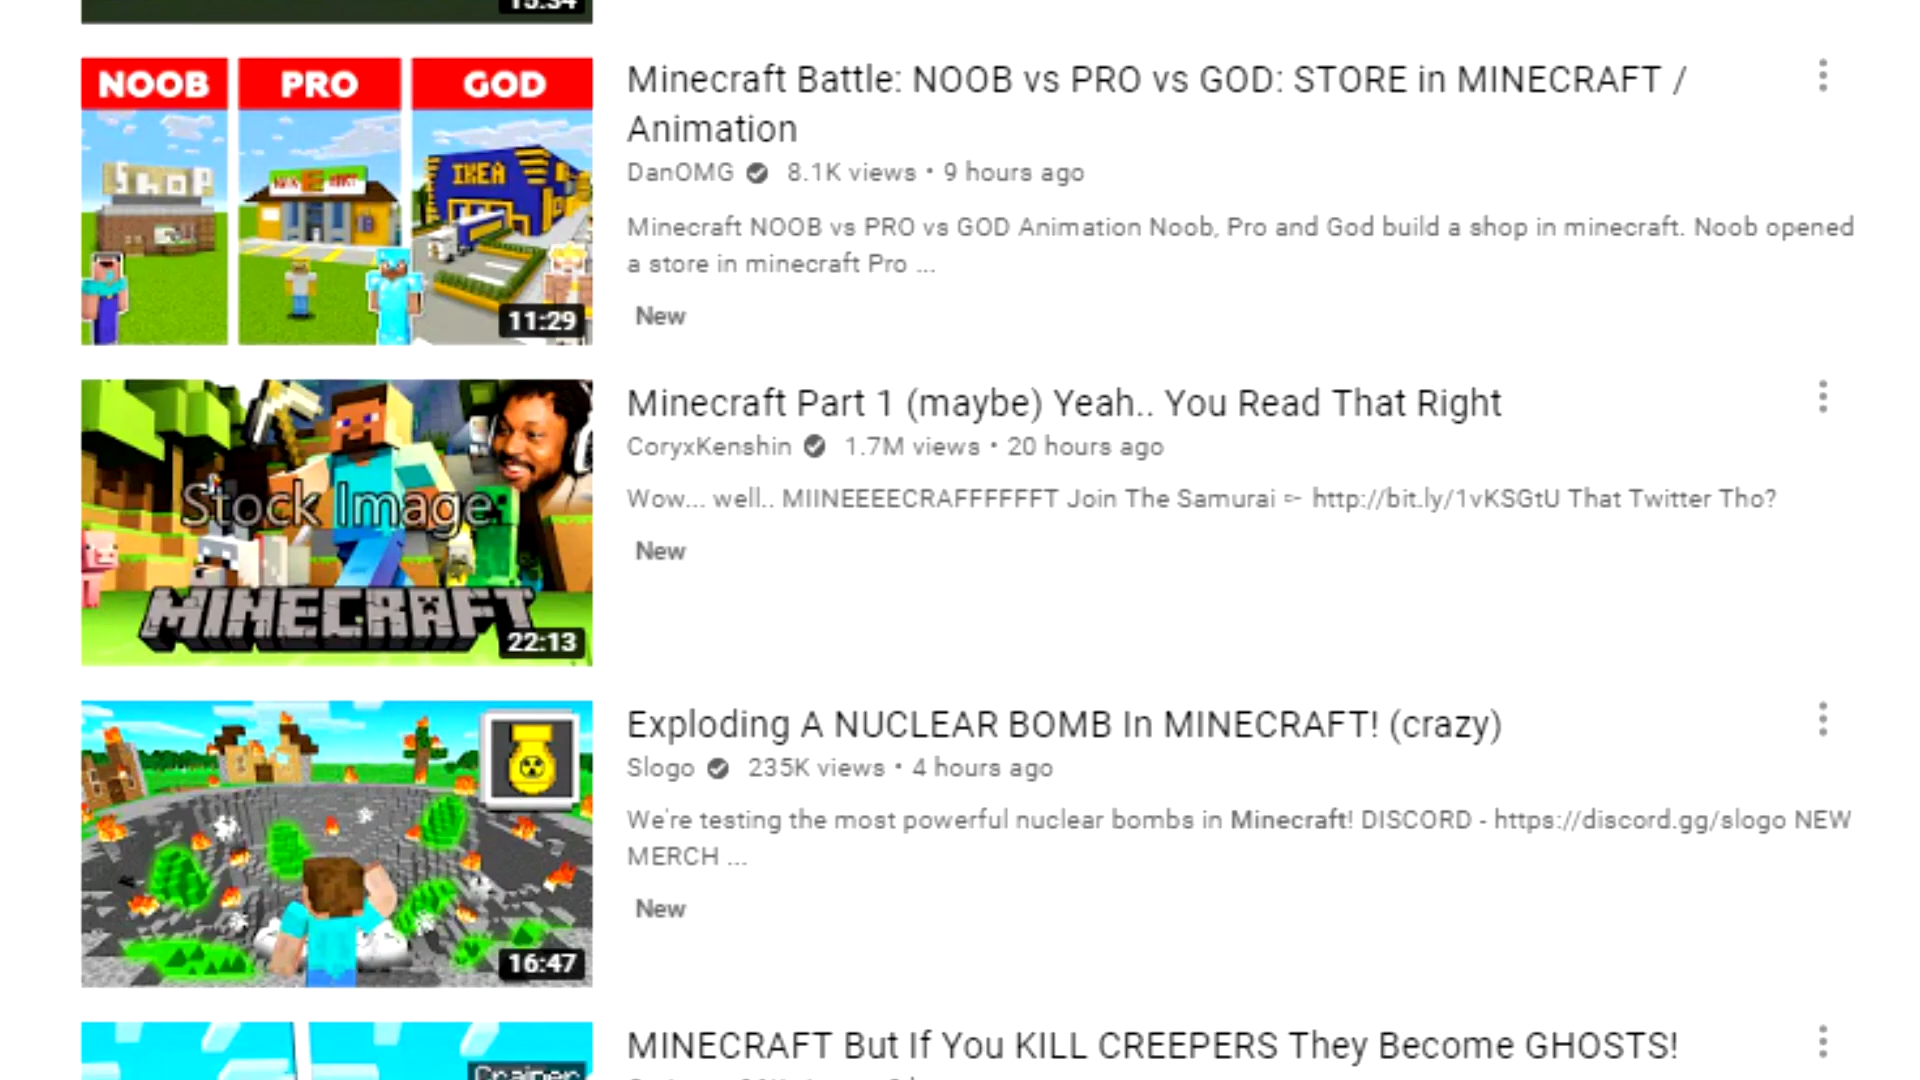 15:34
NOOB PRO GOD
Shop
IKEA
11:29
Minecraft Battle: NOOB vs PRO vs GOD: STORE in MINECRAFT /
Animation
DanOMG 8.1K views • 9 hours ago
Minecraft NOOB vs PRO vs GOD Animation Noob, Pro and God build a shop in minecraft. Noob opened
a store in minecraft Pro ...
New
Stock Image
MINECRAFT
22:13
Minecraft Part 1 (maybe) Yeah.. You Read That Right
CoryxKenshin 1.7M views • 20 hours ago
Wow... well.. MIINEEEECRAFFFFFFT Join The Samurai http://bit.ly/1vKSGtU That Twitter Tho?
New
16:47
Exploding A NUCLEAR BOMB In MINECRAFT! (crazy)
Slogo 235K views • 4 hours ago
We're testing the most powerful nuclear bombs in Minecraft! DISCORD - https://discord.gg/slogo NEW
MERCH ...
New
Crainer
MINECRAFT But If You KILL CREEPERS They Become GHOSTS!